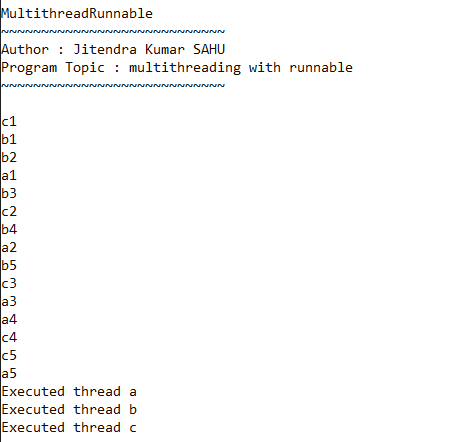 MultithreadRunnable
~~~~~~~~~~~~~~~~~~~~~~~~~~~~
Author : Jitendra Kumar SAHU
Program Topic : multithreading with runnable
~~~~~~~~~~~~~~~~~~~~~~~~~~~~
c1
b1
b2
a1
b3
c2
b4
a2
b5
c3
a3
a4
c4
c5
a5
Executed thread a
Executed thread b
Executed thread c